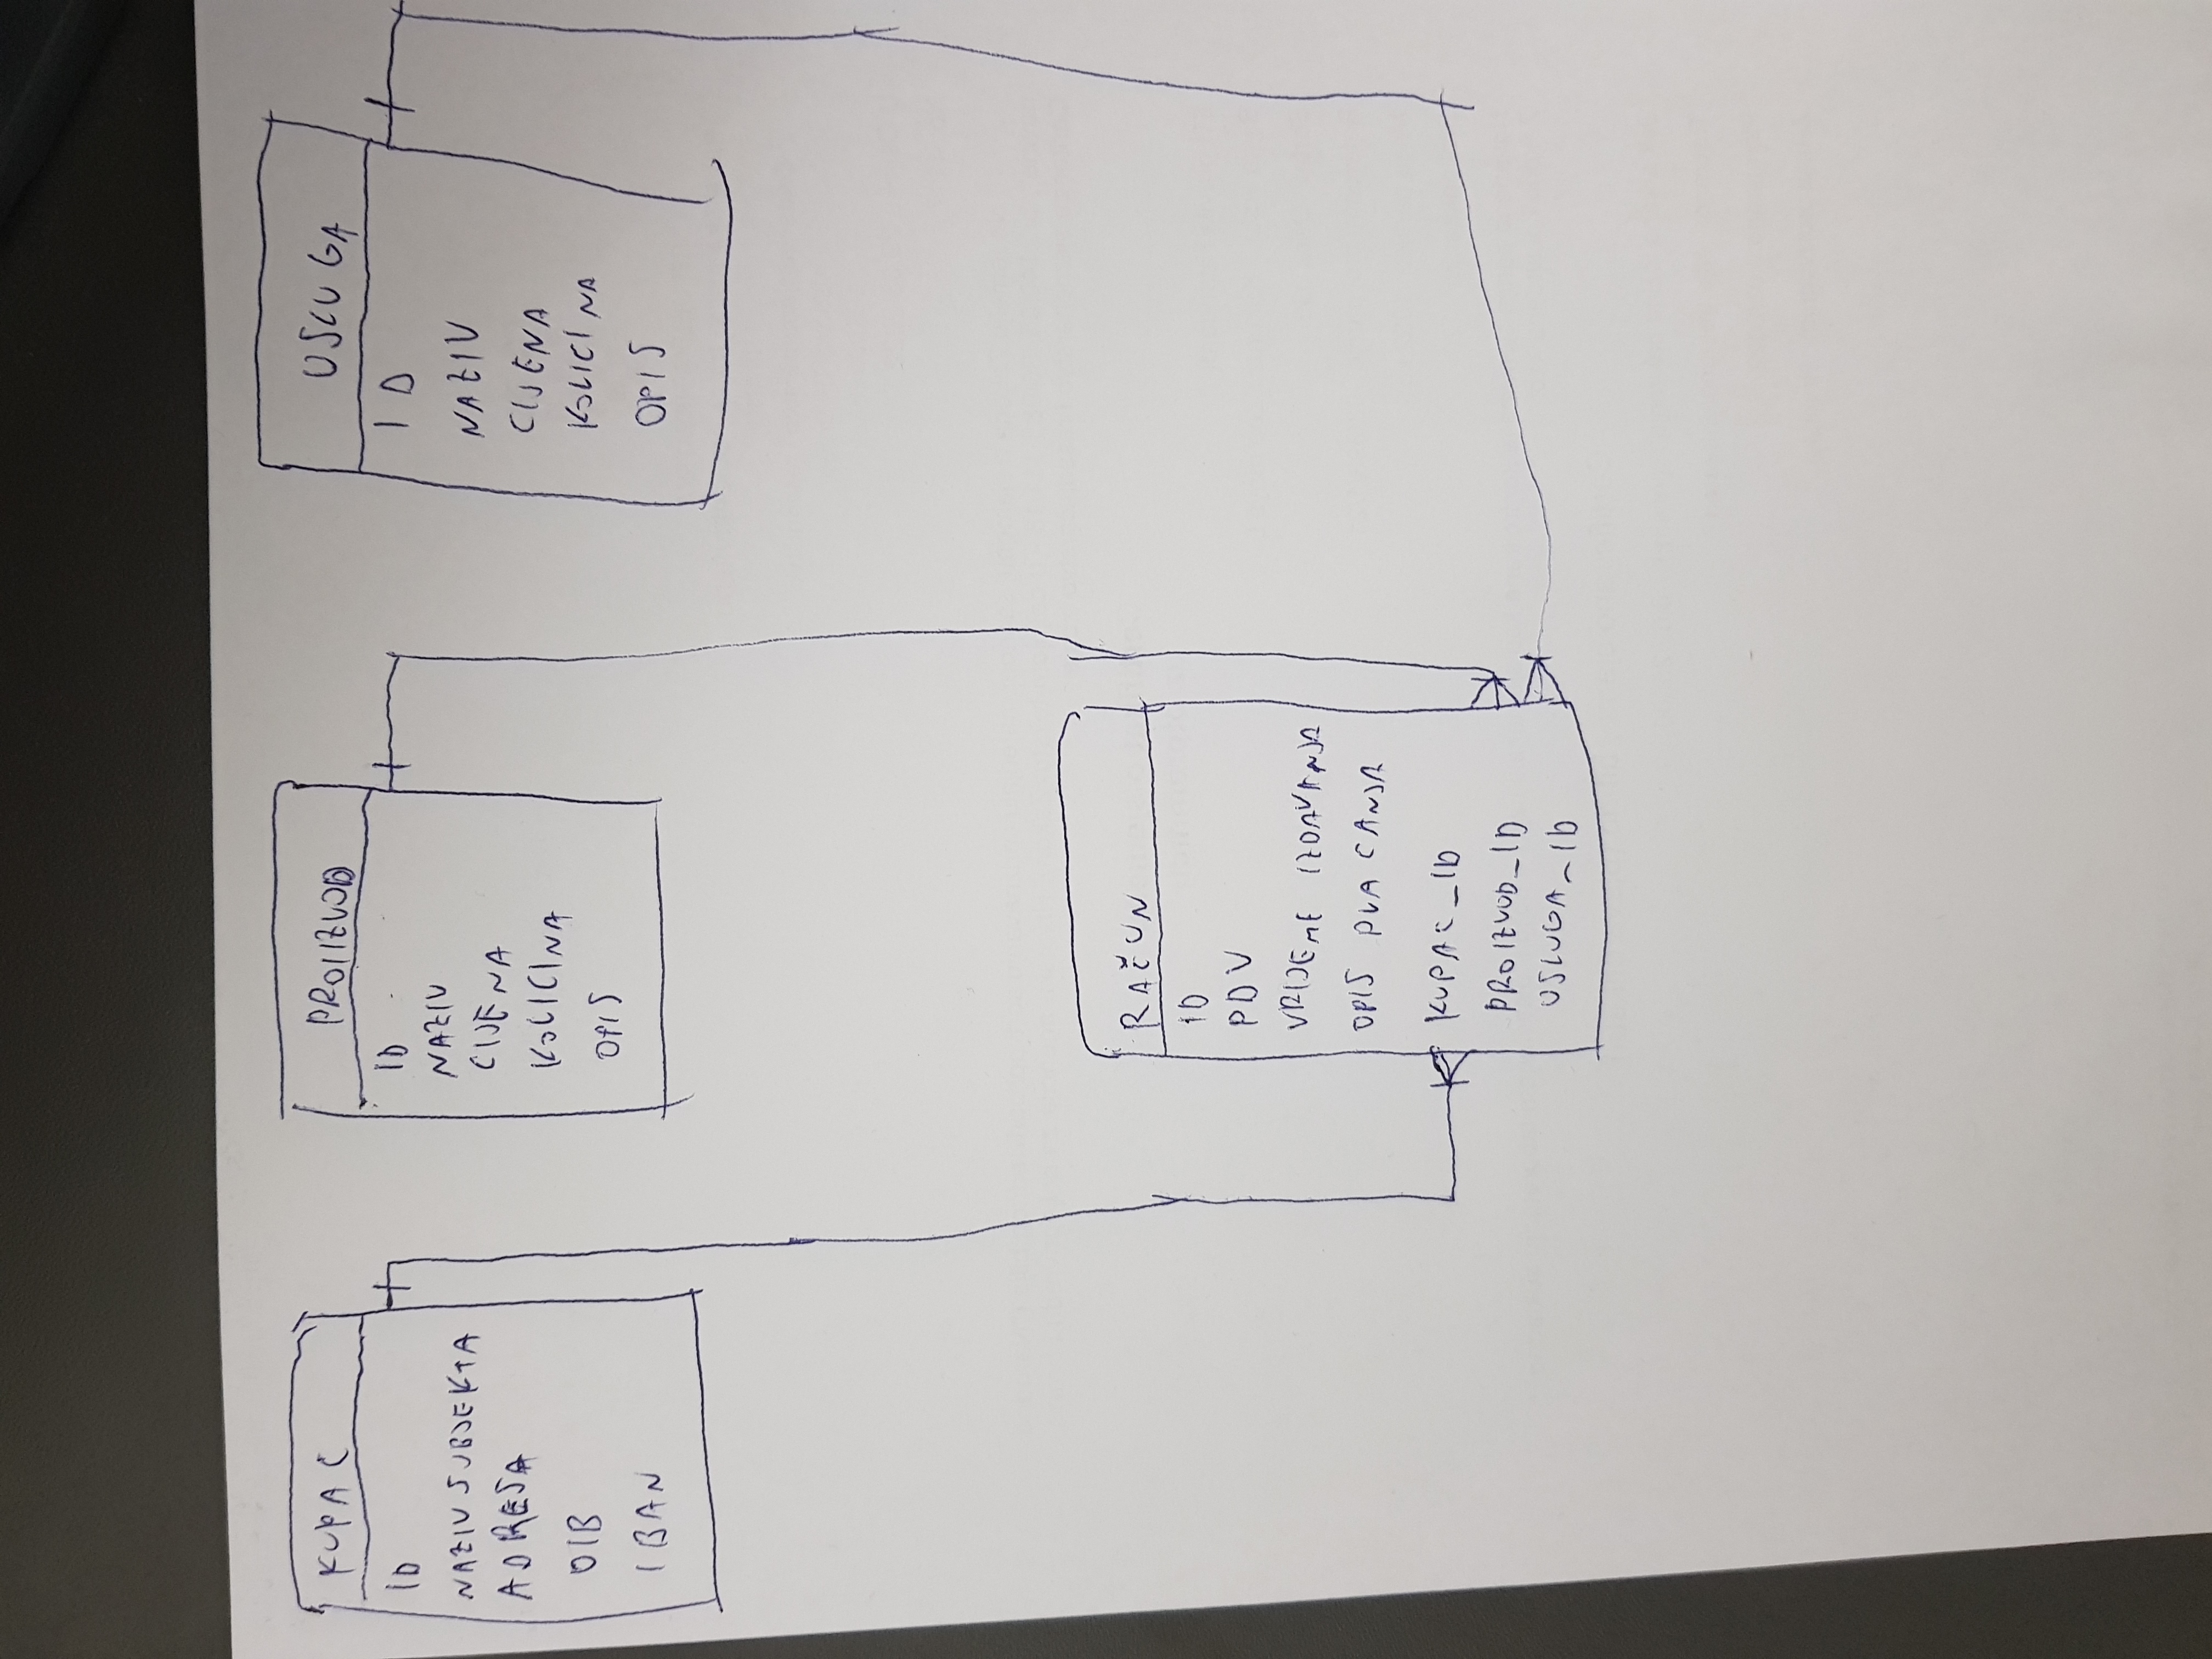 KUPAC
ID
NAZIV SUBJEKTA
ADRESA
OIB
IBAN
PROIZVOD
ID
NAZIV
CIJENA
KOLICINA
OPIS
USLUGA
ID
NAZIV
CIJENA
KOLICINA
OPIS
RAČUN
ID
PDV
VRIJEME IZDAVANJA
OPIS PLACANJA
KUPAC_ID
PROIZVOD_ID
USLUGA_ID